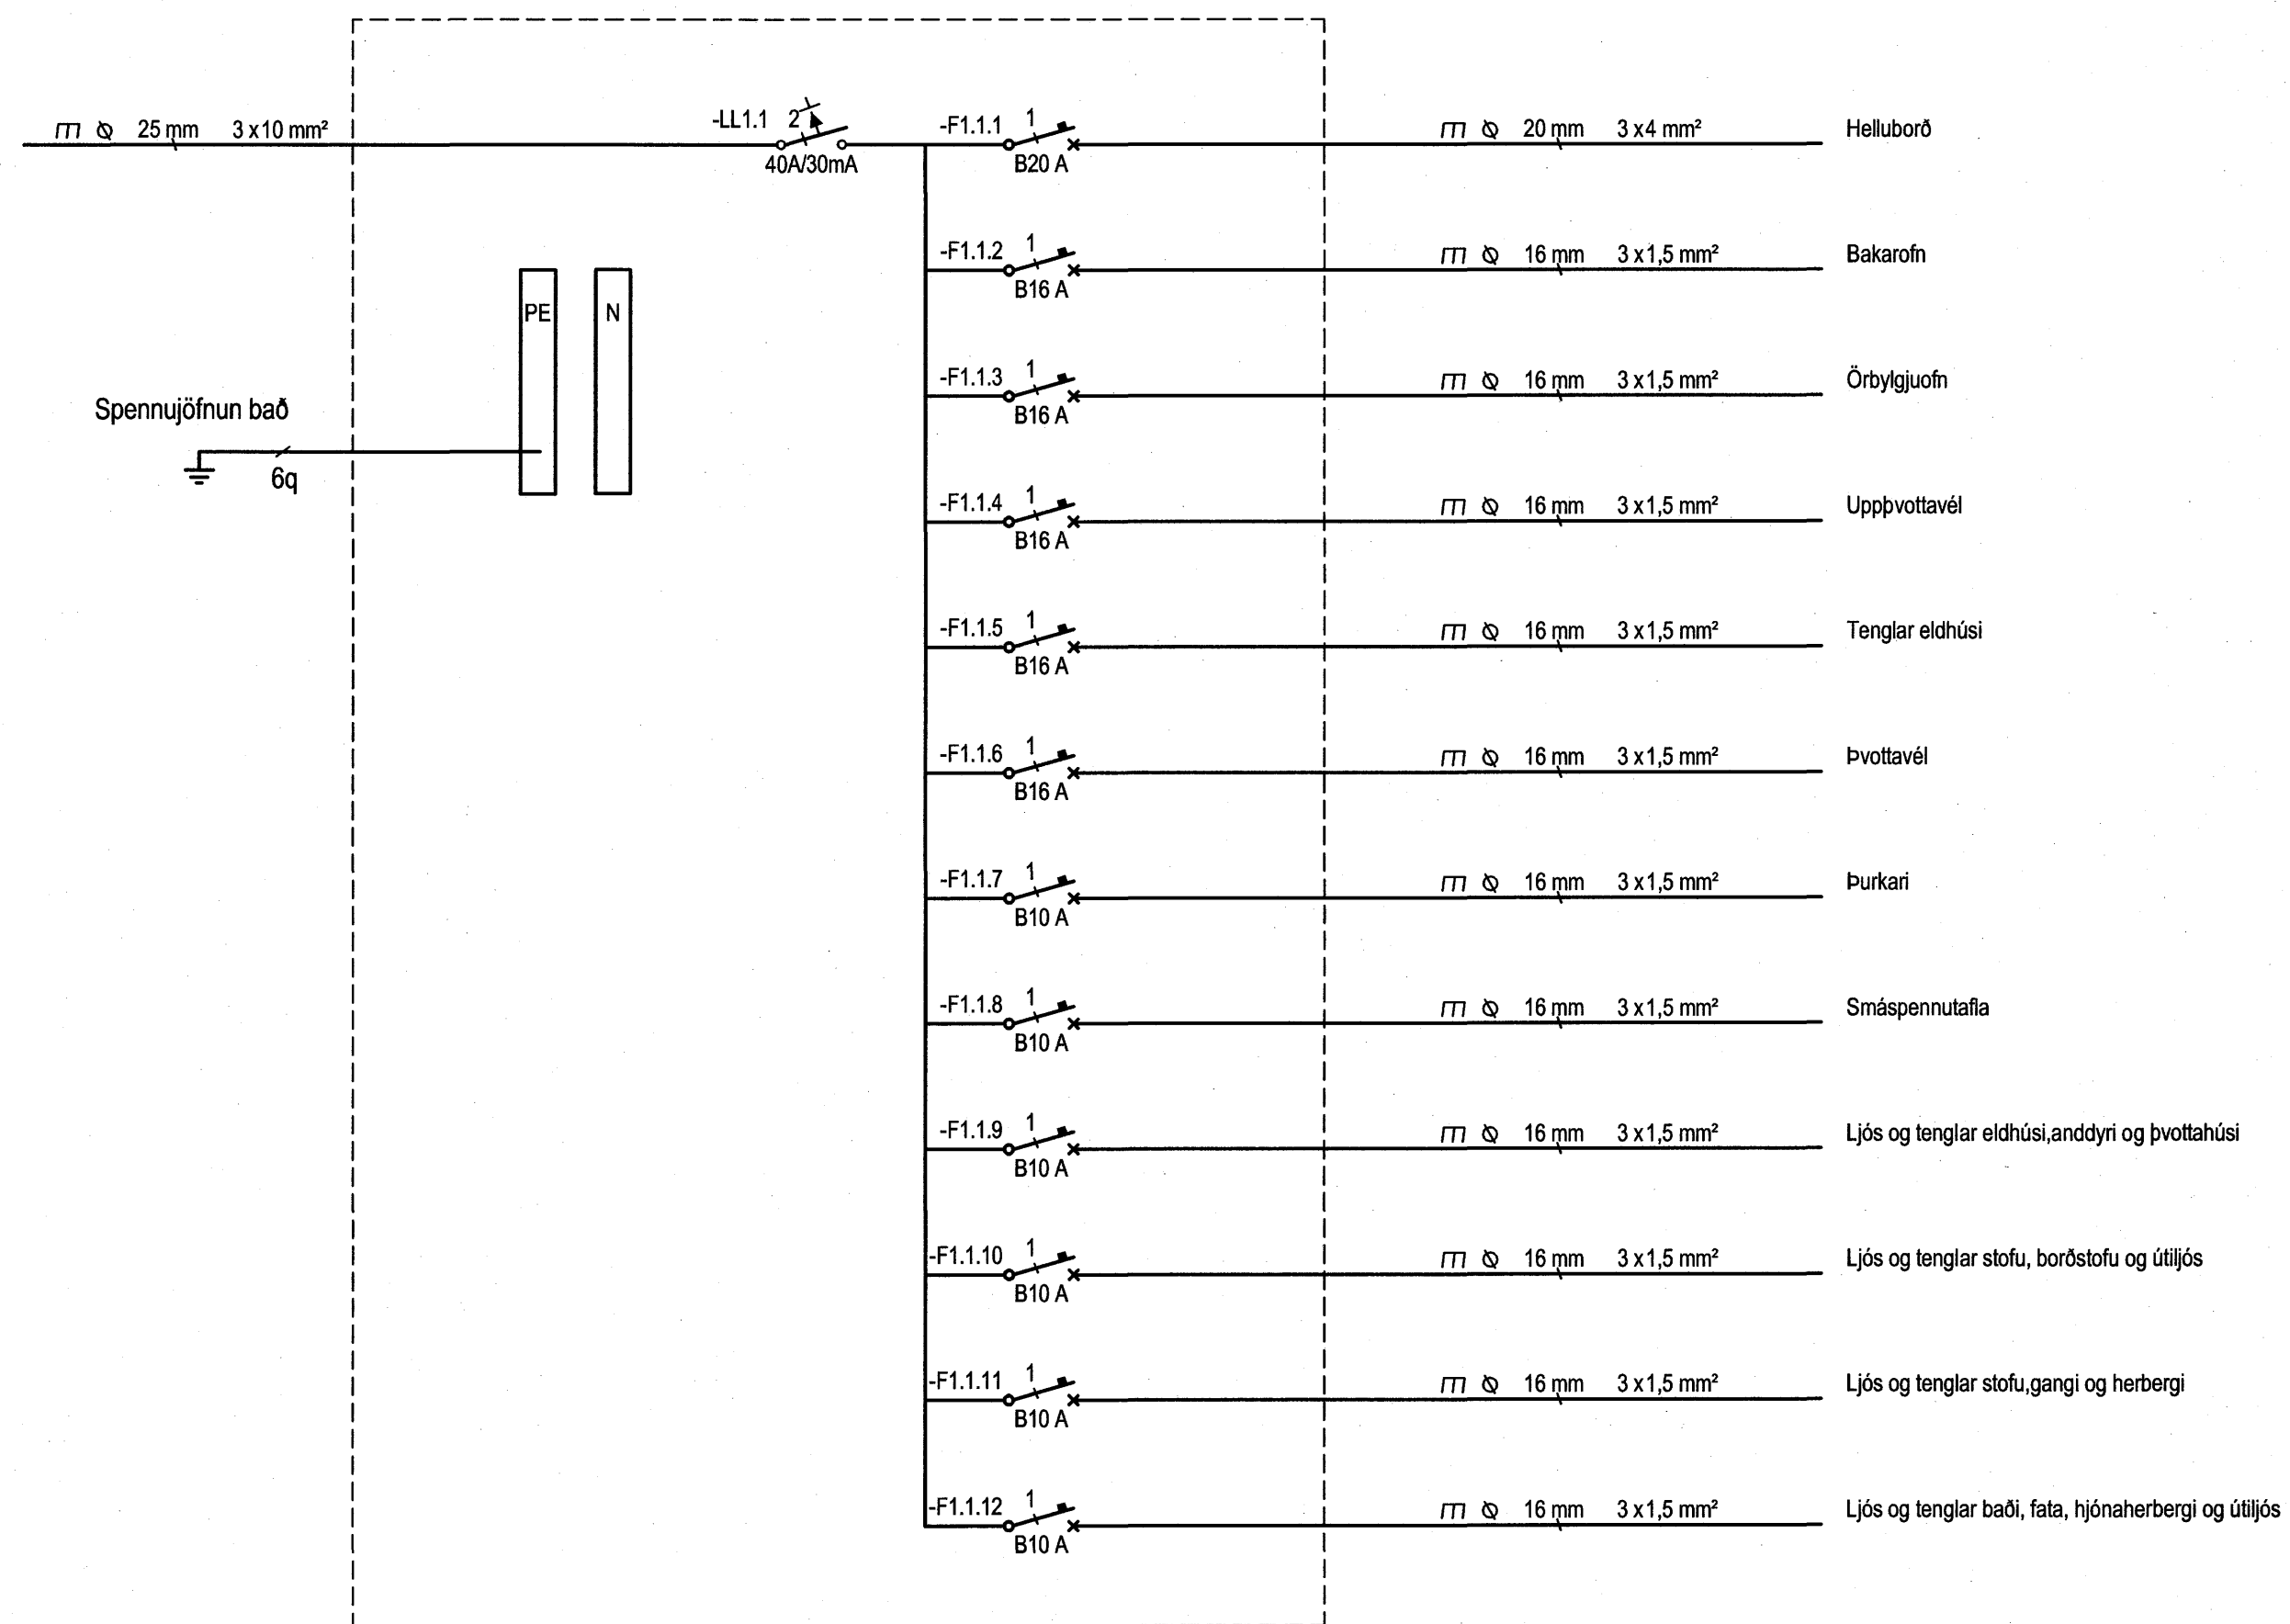 25 mm 3 x 10 mm²
-LL1.1 2
40A/30mA
-F1.1.1 1
B20 A
20 mm 3 x 4 mm² Helluborð
-F1.1.2 1
B16 A
16 mm 3 x 1,5 mm² Bakarofn
PE N
-F1.1.3 1
B16 A
16 mm 3 x 1,5 mm² Örbylgjuofn
Spennujöfnun bað
6q
-F1.1.4 1
B16 A
16 mm 3 x 1,5 mm² Uppþvottavél
-F1.1.5 1
B16 A
16 mm 3 x 1,5 mm² Tenglar eldhúsi
-F1.1.6 1
B16 A
16 mm 3 x 1,5 mm² Þvottavél
-F1.1.7 1
B10 A
16 mm 3 x 1,5 mm² Þurkari
-F1.1.8 1
B10 A
16 mm 3 x 1,5 mm² Smáspennutafla
-F1.1.9 1
B10 A
16 mm 3 x 1,5 mm² Ljós og tenglar eldhúsi,anddyri og þvottahúsi
-F1.1.10 1
B10 A
16 mm 3 x 1,5 mm² Ljós og tenglar stofu, borðstofu og útiljós
-F1.1.11 1
B10 A
16 mm 3 x 1,5 mm² Ljós og tenglar stofu,gangi og herbergi
-F1.1.12 1
B10 A
16 mm 3 x 1,5 mm² Ljós og tenglar baði, fata, hjónaherbergi og útiljós